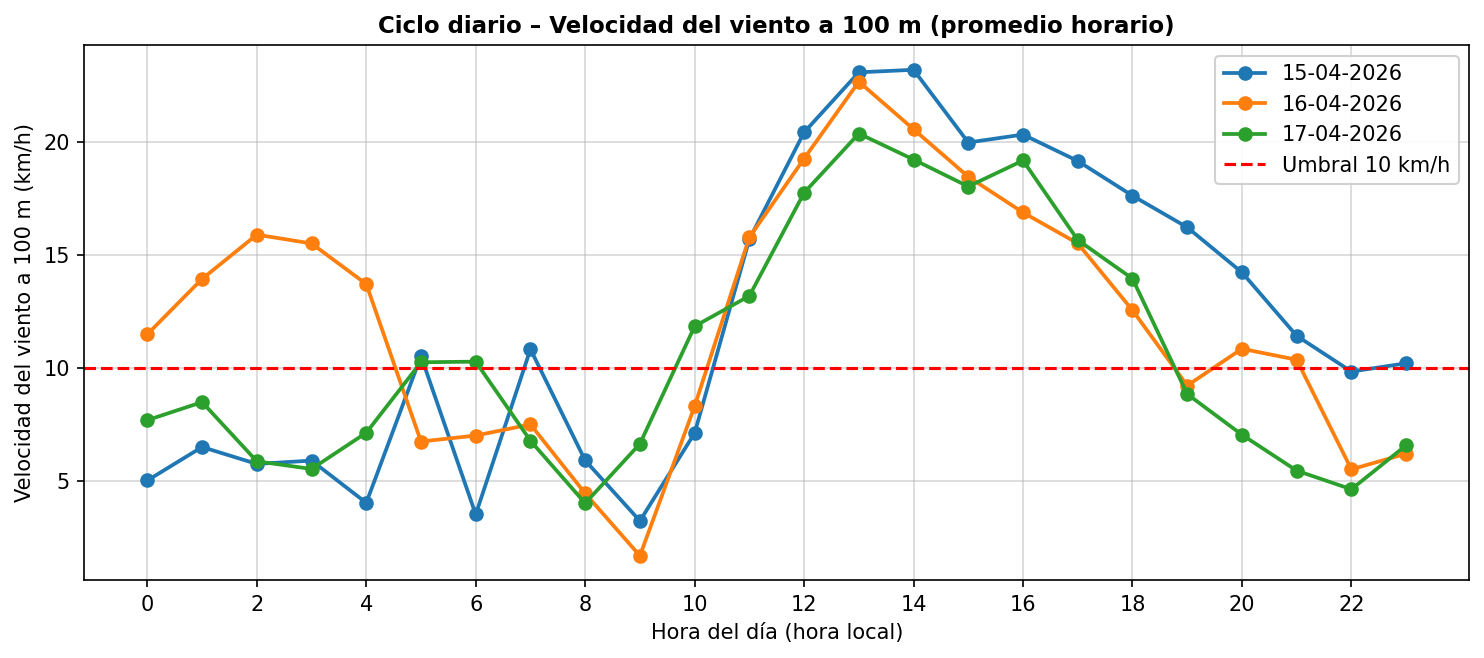 Ciclo diario – Velocidad del viento a 100 m (promedio horario)
Velocidad del viento a 100 m (km/h)
20
15
10
5
15-04-2026
16-04-2026
17-04-2026
Umbral 10 km/h
0 2 4 6 8 10 12 14 16 18 20 22
Hora del día (hora local)